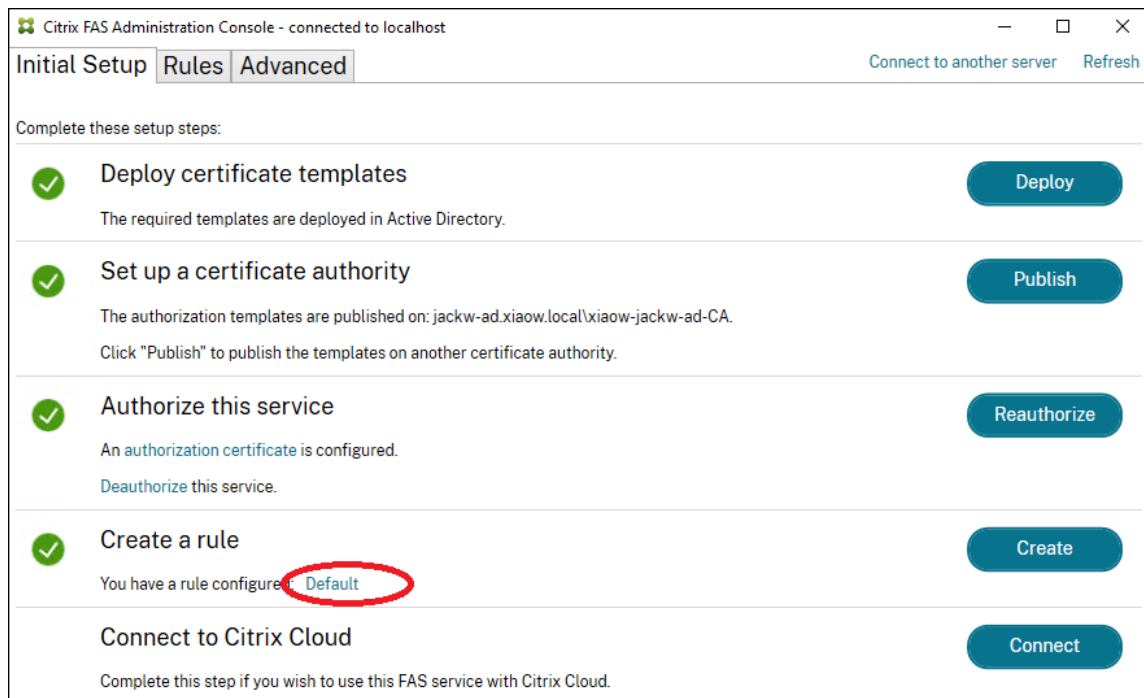 Citrix FAS Administration Console - connected to localhost
Initial Setup Rules Advanced Connect to another server Refresh
Complete these setup steps:
Deploy certificate templates
Deploy
The required templates are deployed in Active Directory.
Set up a certificate authority
Publish
The authorization templates are published on: jackw-ad.xiaow.local\xiaow-jackw-ad-CA.
Click "Publish" to publish the templates on another certificate authority.
Authorize this service
Reauthorize
An authorization certificate is configured.
Deauthorize this service.
Create a rule
Create
You have a rule configured: Default
Connect to Citrix Cloud
Connect
Complete this step if you wish to use this FAS service with Citrix Cloud.